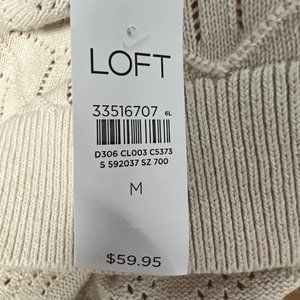 LOFT
33516707 6L
D306 CL003 C5373
S 592037 SZ 700
M
$59.95